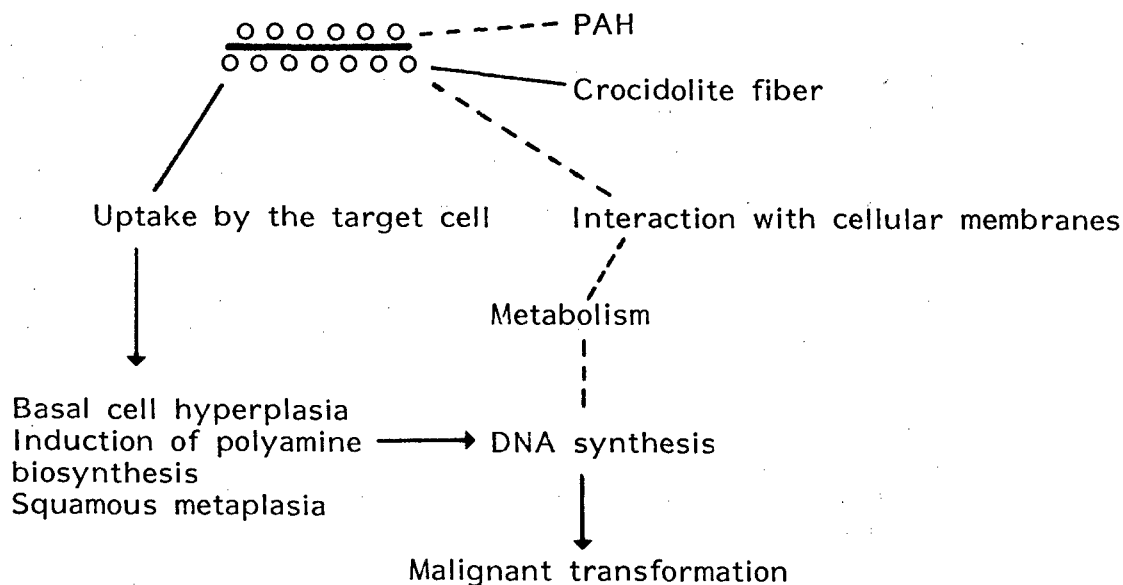 PAH
Crocidolite fiber
Uptake by the target cell
Interaction with cellular membranes
Metabolism
Basal cell hyperplasia
Induction of polyamine
biosynthesis
Squamous metaplasia
DNA synthesis
Malignant transformation